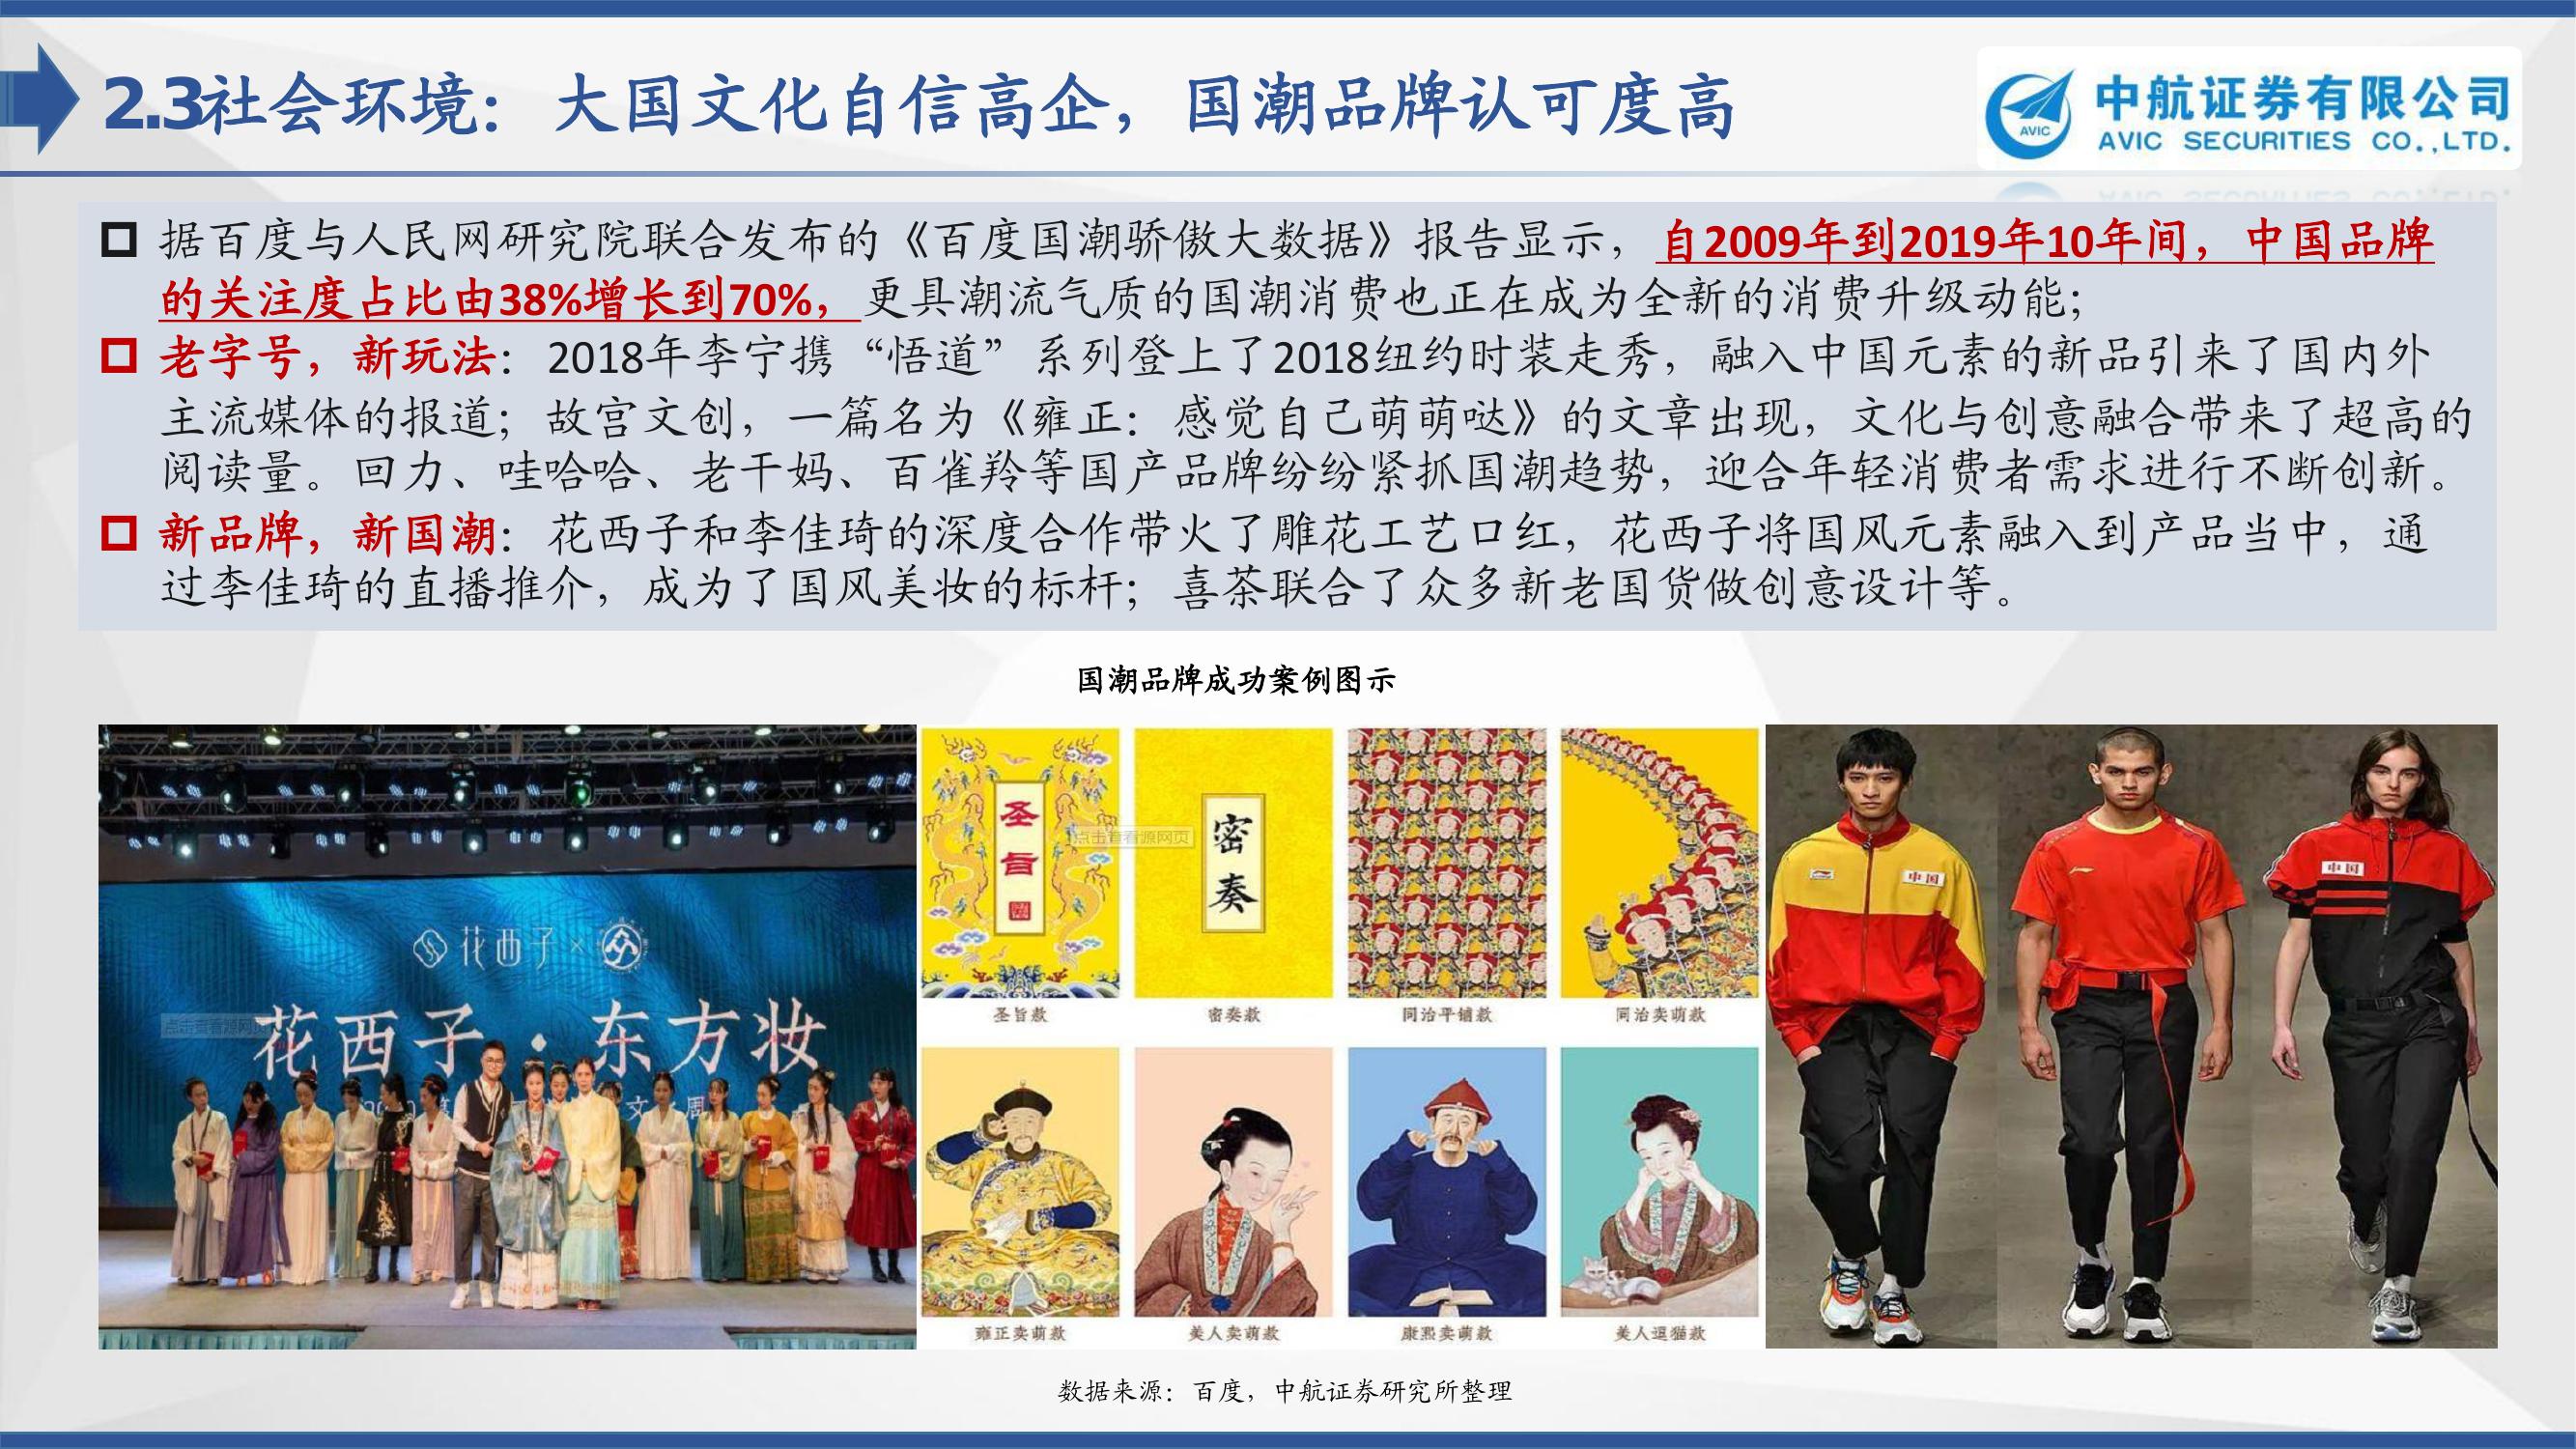 2.3社会环境：大国文化自信高企，国潮品牌认可度高
中航证券有限公司
AVIC SECURITIES CO.,LTD.
AVIC
据百度与人民网研究院联合发布的《百度国潮骄傲大数据》报告显示，自2009年到2019年10年间，中国品牌
的关注度占比由38%增长到70%，更具潮流气质的国潮消费也正在成为全新的消费升级动能；
老字号，新玩法：2018年李宁携“悟道”系列登上了2018纽约时装走秀，融入中国元素的新品引来了国内外
主流媒体的报道；故宫文创，一篇名为《雍正：感觉自己萌萌哒》的文章出现，文化与创意融合带来了超高的
阅读量。回力、哇哈哈、老干妈、百雀羚等国产品牌纷纷紧抓国潮趋势，迎合年轻消费者需求进行不断创新。
新品牌，新国潮：花西子和李佳琦的深度合作带火了雕花工艺口红，花西子将国风元素融入到产品当中，通
过李佳琦的直播推介，成为了国风美妆的标杆；喜茶联合了众多新老国货做创意设计等。
国潮品牌成功案例图示
花西子×
花西子·东方妆
点击查看源网页
文 周
圣旨
密奏
点击查看源网页
圣旨款
密奏款
同治平铺款
同治卖萌款
雍正卖萌款
美人卖萌款
康熙卖萌款
美人逗猫款
中国
中国
数据来源：百度，中航证券研究所整理